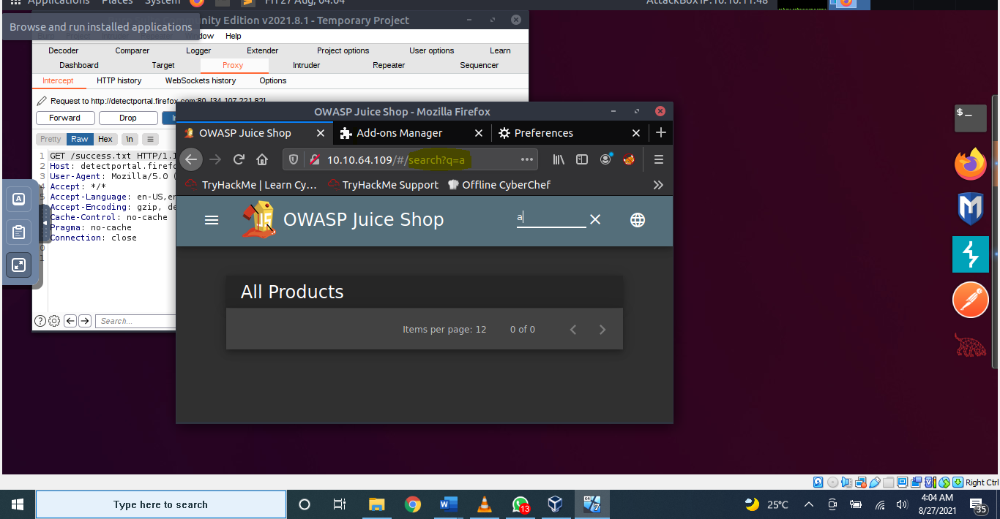 Applications Places System Fri 27 Aug, 04:04 AttackBox IP:10.10.11.48
Browse and run installed applications
nity Edition v2021.8.1 - Temporary Project
dow Help
Decoder Comparer Logger Extender Project options User options Learn
Dashboard Target Proxy Intruder Repeater Sequencer
Intercept HTTP history WebSockets history Options
Request to http://detectportal.firefox.com:80 [34.107.221.82]
Forward Drop In
Pretty Raw Hex \n
1 GET /success.txt HTTP/1.1
2 Host: detectportal.firefo
3 User-Agent: Mozilla/5.0 (
4 Accept: */*
5 Accept-Language: en-US,en
Accept-Encoding: gzip, de
Cache-Control: no-cache
Pragma: no-cache
Connection: close
Search...
OWASP Juice Shop - Mozilla Firefox
OWASP Juice Shop Add-ons Manager Preferences
10.10.64.109/#/search?q=a
TryHackMe | Learn Cy... TryHackMe Support Offline CyberChef
OWASP Juice Shop a
All Products
Items per page: 12 0 of 0
$_
A
Right Ctrl
Type here to search
W
13
64
25°C
4:04 AM
8/27/2021
35